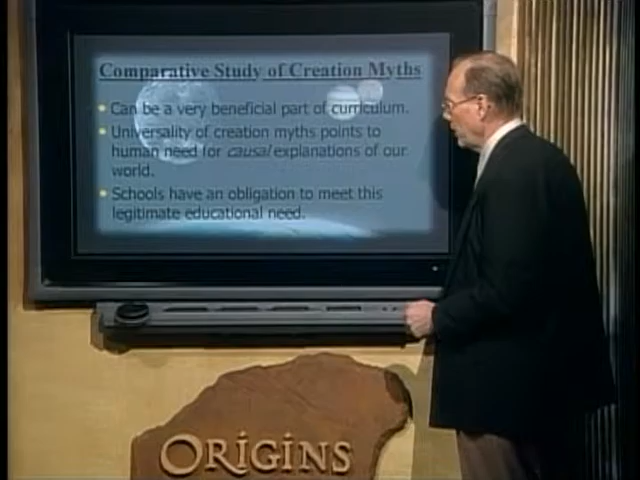 Comparative Study of Creation Myths
• Can be a very beneficial part of curriculum.
• Universality of creation myths points to
human need for causal explanations of our
world.
• Schools have an obligation to meet this
legitimate educational need.
ORiGiNS